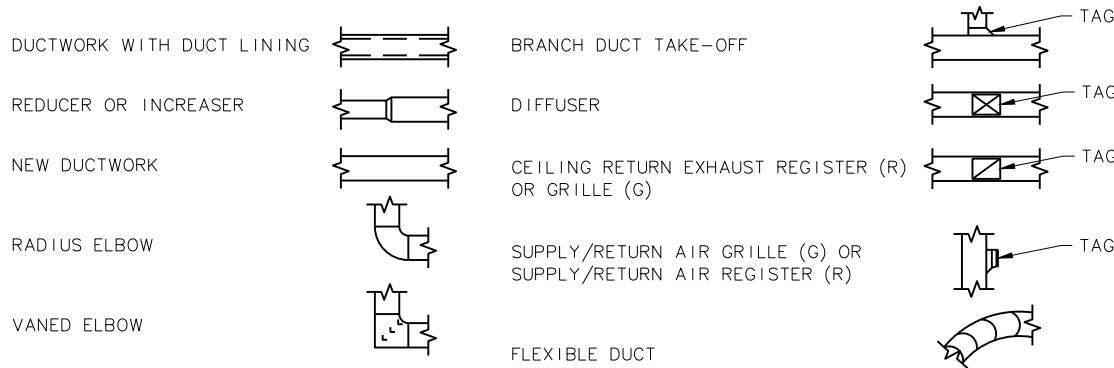 DUCTWORK WITH DUCT LINING
REDUCER OR INCREASER
NEW DUCTWORK
RADIUS ELBOW
VANED ELBOW
BRANCH DUCT TAKE-OFF
TAG
DIFFUSER
TAG
CEILING RETURN EXHAUST REGISTER (R)
OR GRILLE (G)
TAG
SUPPLY/RETURN AIR GRILLE (G) OR
SUPPLY/RETURN AIR REGISTER (R)
TAG
FLEXIBLE DUCT